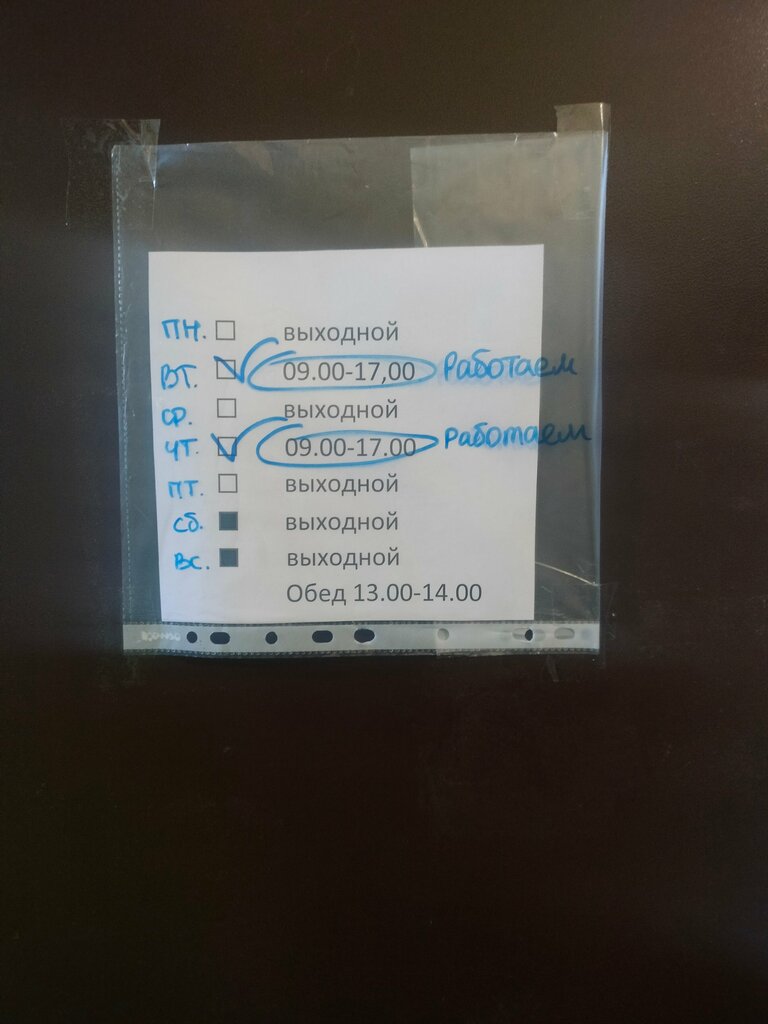 пн. выходной
вт. 09.00-17,00 Работаем
ср. выходной
чт. 09.00-17.00 Работаем
пт. выходной
сб. выходной
вс. выходной
Обед 13.00-14.00